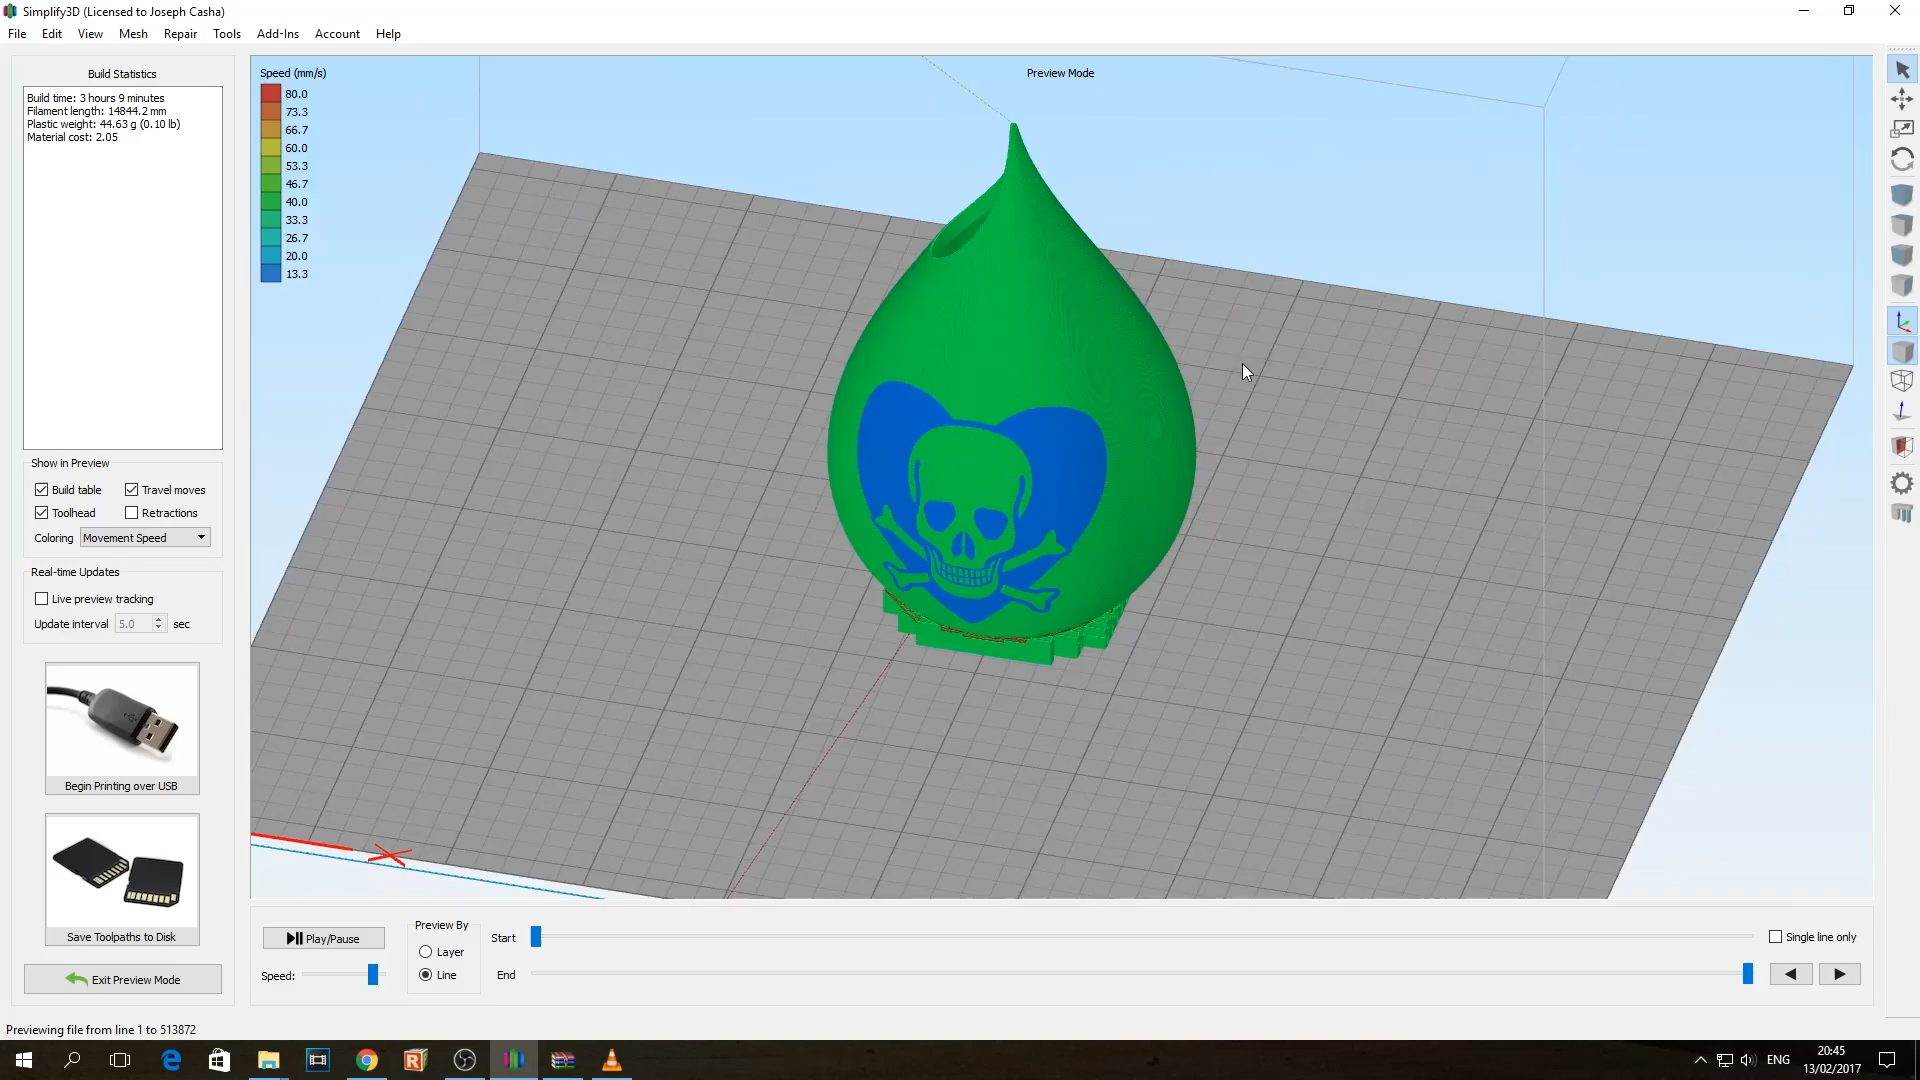 Simplify3D (Licensed to Joseph Casha)
File Edit View Mesh Repair Tools Add-Ins Account Help
Build Statistics
Build time: 3 hours 9 minutes
Filament length: 14844.2 mm
Plastic weight: 44.63 g (0.10 lb)
Material cost: 2.05
Show in Preview
Build table Travel moves
Toolhead Retractions
Coloring Movement Speed
Real-time Updates
Live preview tracking
Update interval 5.0 sec
Begin Printing over USB
Save Toolpaths to Disk
Exit Preview Mode
Speed (mm/s)
80.0
73.3
66.7
60.0
53.3
46.7
40.0
33.3
26.7
20.0
13.3
Preview Mode
Play/Pause
Speed:
Preview By
Layer
Line
Start
End
Single line only
Previewing file from line 1 to 513872
ENG
20:45
13/02/2017